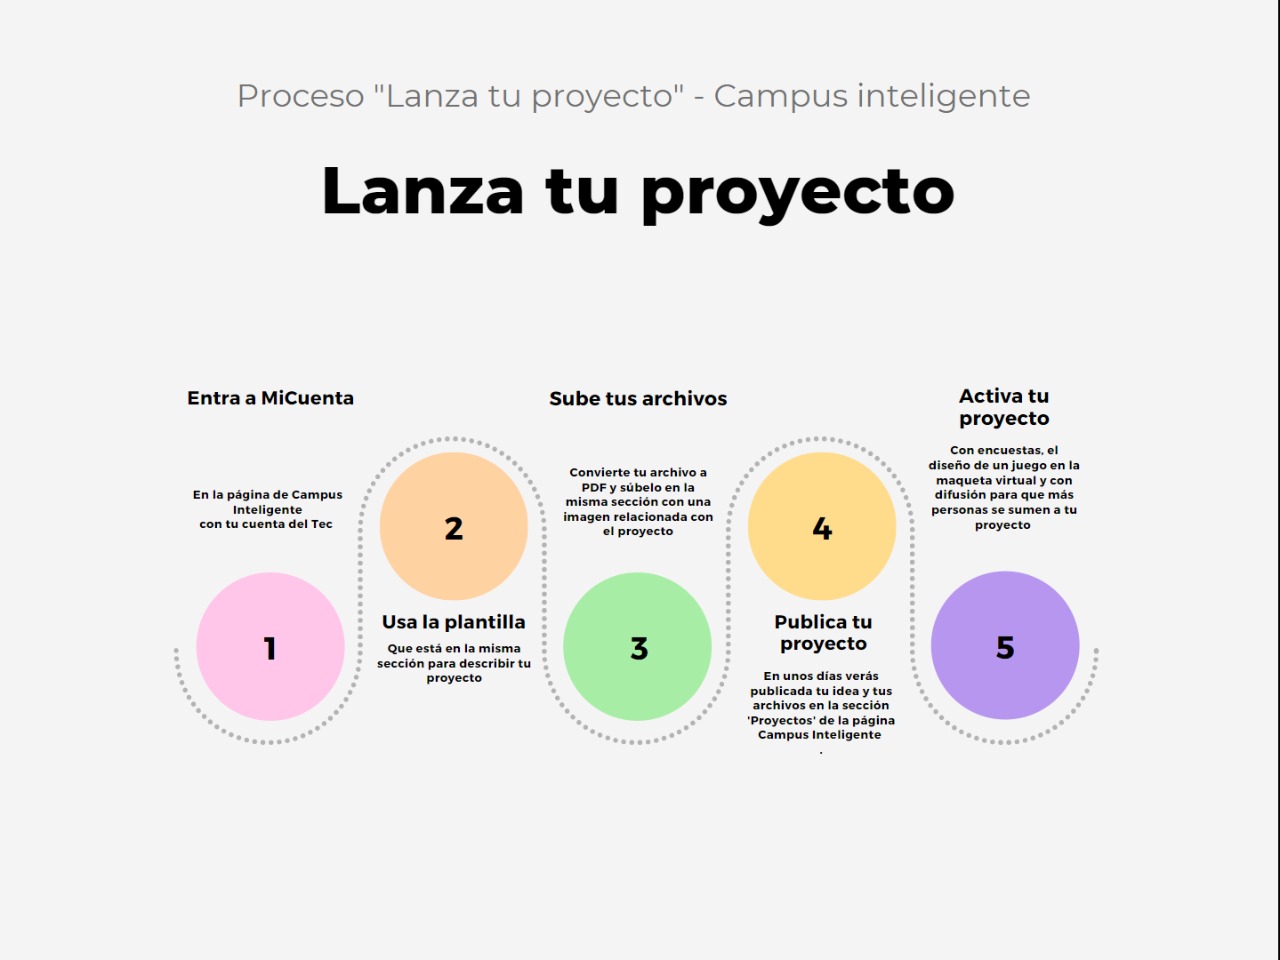 Proceso "Lanza tu proyecto" - Campus inteligente
Lanza tu proyecto
Entra a MiCuenta
En la página de Campus
Inteligente
con tu cuenta del Tec
1
2
Usa la plantilla
Que está en la misma
sección para describir tu
proyecto
Sube tus archivos
Convierte tu archivo a
PDF y súbelo en la
misma sección con una
imagen relacionada con
el proyecto
3
4
Publica tu
proyecto
En unos días verás
publicada tu idea y tus
archivos en la sección
'Proyectos' de la página
Campus Inteligente
.
Activa tu
proyecto
Con encuestas, el
diseño de un juego en la
maqueta virtual y con
difusión para que más
personas se sumen a tu
proyecto
5